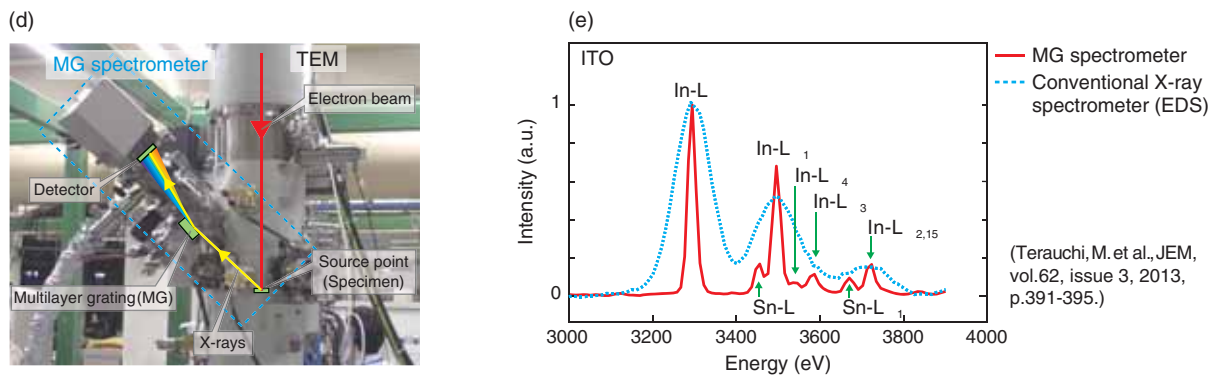 (d)
MG spectrometer
TEM
Electron beam
Detector
Multilayer grating(MG)
X-rays
Source point
(Specimen)
(e)
ITO
Intensity (a.u.)
1
0
In-L
In-L 1
In-L 4
In-L 3
In-L 2,15
Sn-L
Sn-L 1
3000 3200 3400 3600 3800 4000
Energy (eV)
MG spectrometer
Conventional X-ray
spectrometer (EDS)
(Terauchi, M. et al., JEM,
vol.62, issue 3, 2013,
p.391-395.)